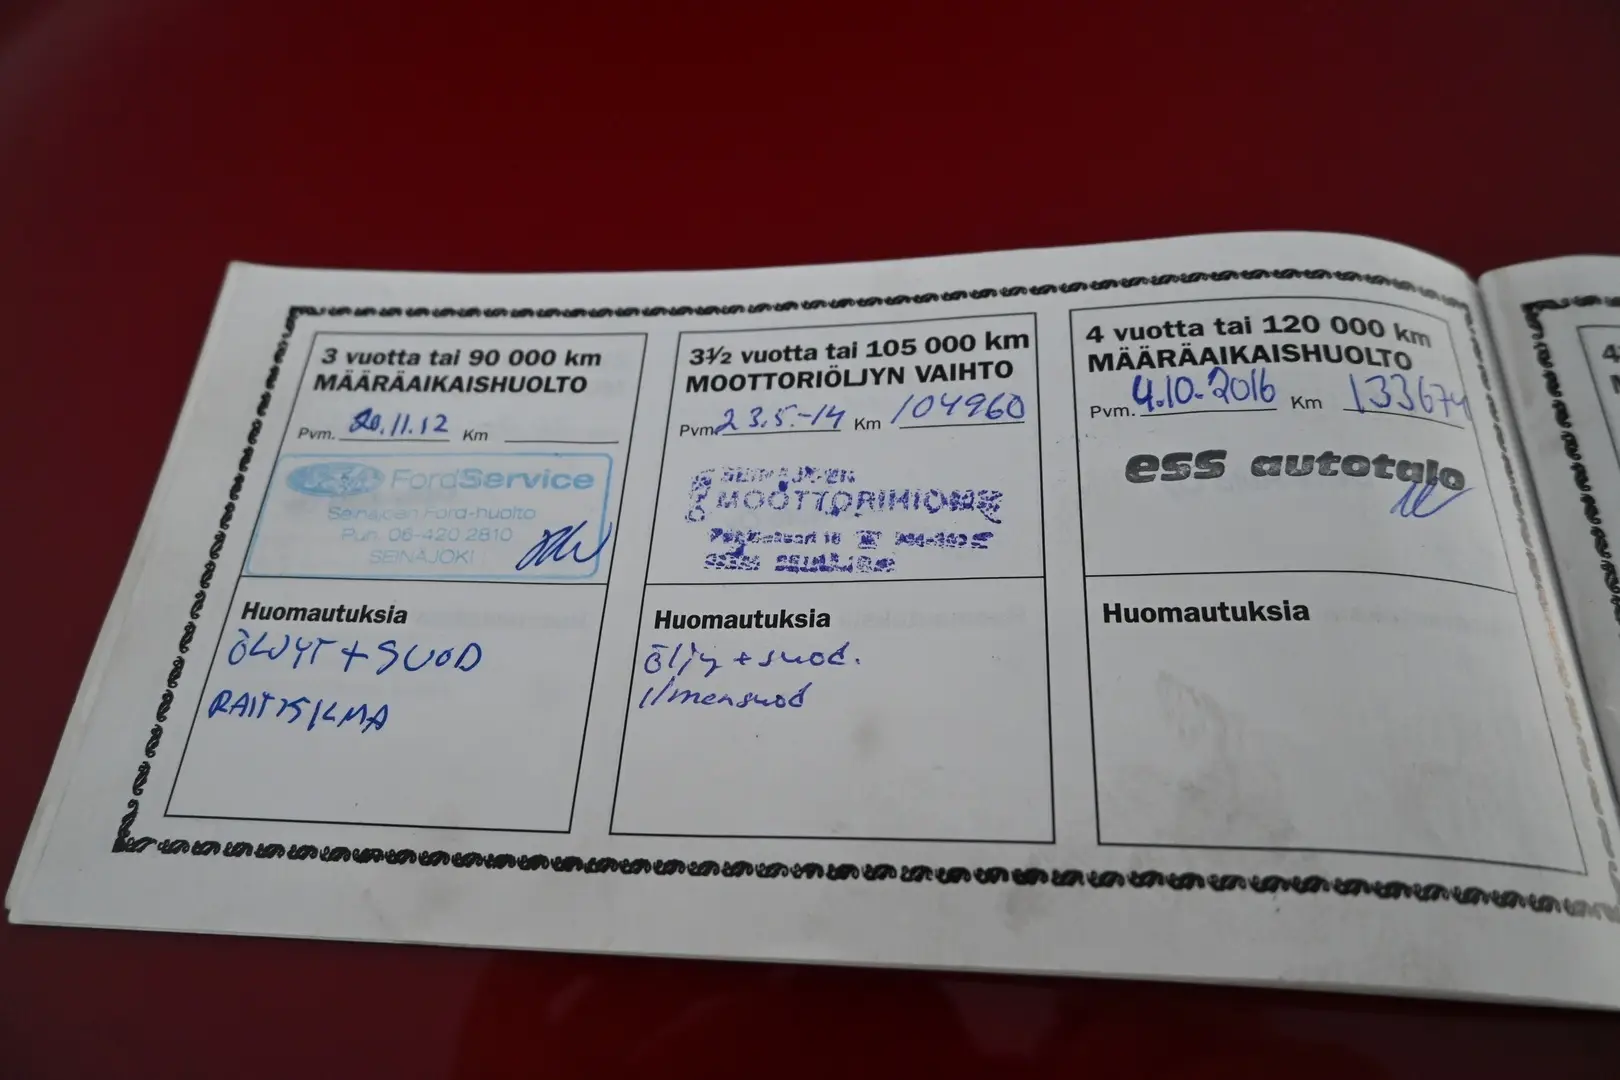 3 vuotta tai 90 000 km
MÄÄRÄAIKAISHUOLTO
Pvm. 20.11.12 Km
FordService
Seinäjoen Ford-huolto
Puh. 06-420 2810
SEINÄJOKI
Huomautuksia
ÖLJYT + SUOD
RAITISILMA
3½ vuotta tai 105 000 km
MOOTTORIÖLJYN VAIHTO
Pvm. 23.5.-14 Km 104960
SEINÄJOEN
MOOTTORIHIOMO
Huomautuksia
öljy + suod.
ilmansuod
4 vuotta tai 120 000 km
MÄÄRÄAIKAISHUOLTO
Pvm. 4.10.2016 Km 133674
ess autotalo
Huomautuksia